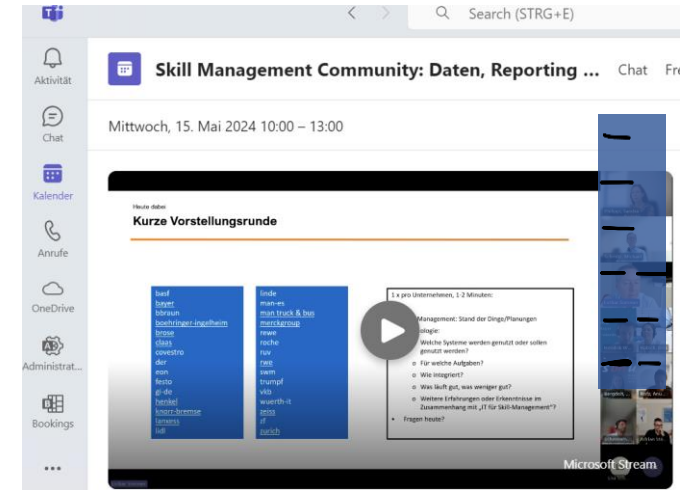 Search (STRG+E)
Aktivität
Skill Management Community: Daten, Reporting ... Chat Fre
Chat
Mittwoch, 15. Mai 2024 10:00 – 13:00
Kalender
Anrufe
OneDrive
Administrat...
Bookings
Heute dabei
Kurze Vorstellungsrunde
basf
bayer
bbraun
boehringer-ingelheim
brose
claas
covestro
der
eon
festo
gi-de
henkel
knorr-bremse
lanxess
lidl
linde
man-es
man truck & bus
merckgroup
rewe
roche
ruv
rwe
swm
trumpf
vkb
wuerth-it
zeiss
zf
zurich
1 x pro Unternehmen, 1-2 Minuten:
Management: Stand der Dinge/Planungen
ologie:
Welche Systeme werden genutzt oder sollen
genutzt werden?
Für welche Aufgaben?
Wie integriert?
Was läuft gut, was weniger gut?
Weitere Erfahrungen oder Erkenntnisse im
Zusammenhang mit „IT für Skill-Management“?
Fragen heute?
Microsoft Stream